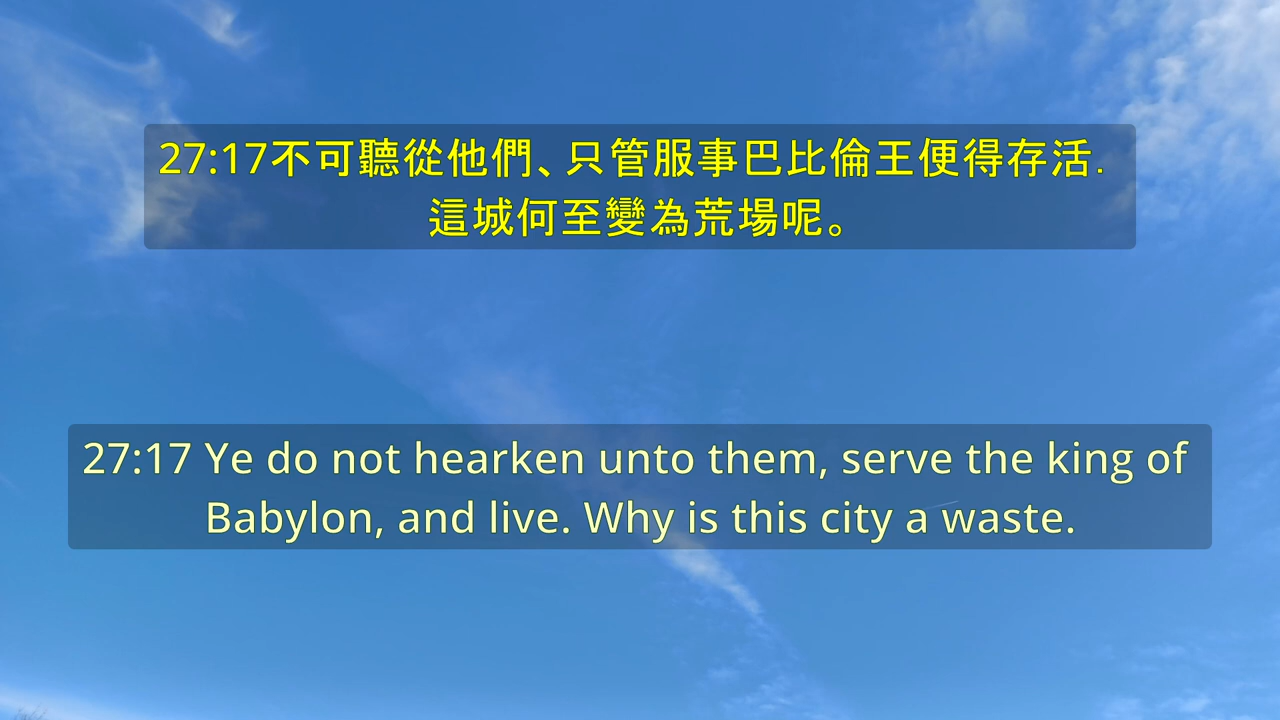 27:17不可聽從他們、只管服事巴比倫王便得存活.
這城何至變為荒場呢。
27:17 Ye do not hearken unto them, serve the king of
Babylon, and live. Why is this city a waste.